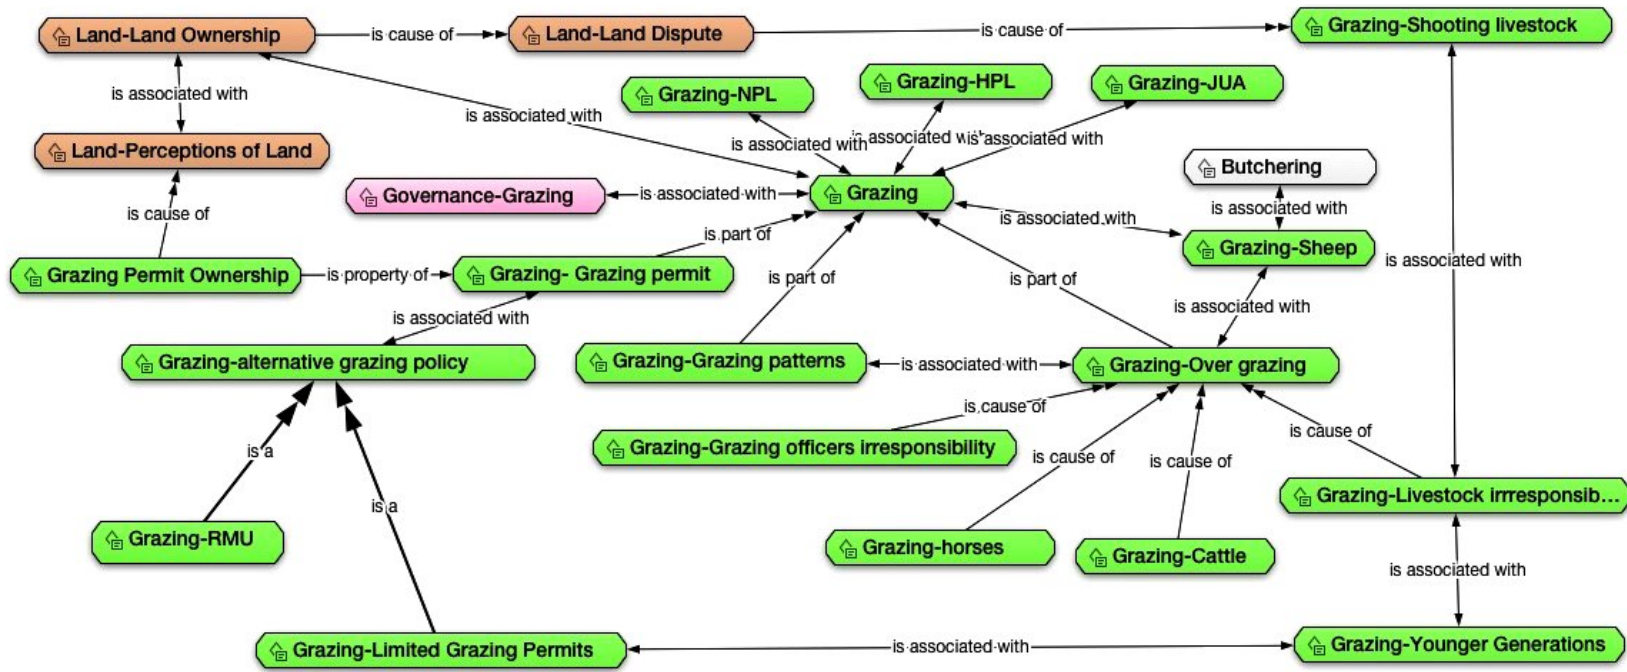 Land-Land Ownership
is cause of
Land-Land Dispute
is cause of
Grazing-Shooting livestock
is associated with
is associated with
Grazing-NPL
Grazing-HPL
Grazing-JUA
is associated with
is associated with
is associated with
Land-Perceptions of Land
Butchering
Governance-Grazing
is associated with
Grazing
is associated with
is cause of
is associated with
is part of
Grazing-Sheep
is associated with
Grazing Permit Ownership
is property of
Grazing- Grazing permit
is part of
is part of
is associated with
is associated with
Grazing-alternative grazing policy
Grazing-Grazing patterns
is associated with
Grazing-Over grazing
is cause of
Grazing-Grazing officers irresponsibility
is cause of
is a
is cause of
is cause of
Grazing-Livestock irrresponsib...
is a
Grazing-RMU
Grazing-horses
Grazing-Cattle
is associated with
Grazing-Limited Grazing Permits
is associated with
Grazing-Younger Generations